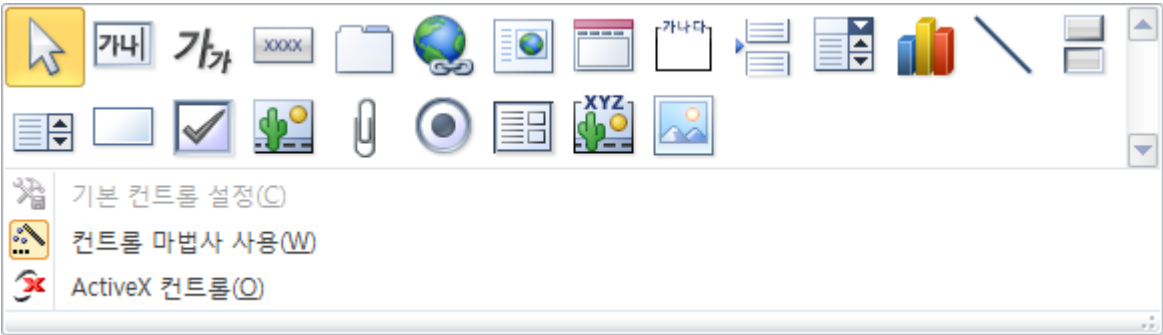 가나 가가 XXXX 가나다
XYZ
기본 컨트롤 설정(C)
컨트롤 마법사 사용(W)
ActiveX 컨트롤(O)